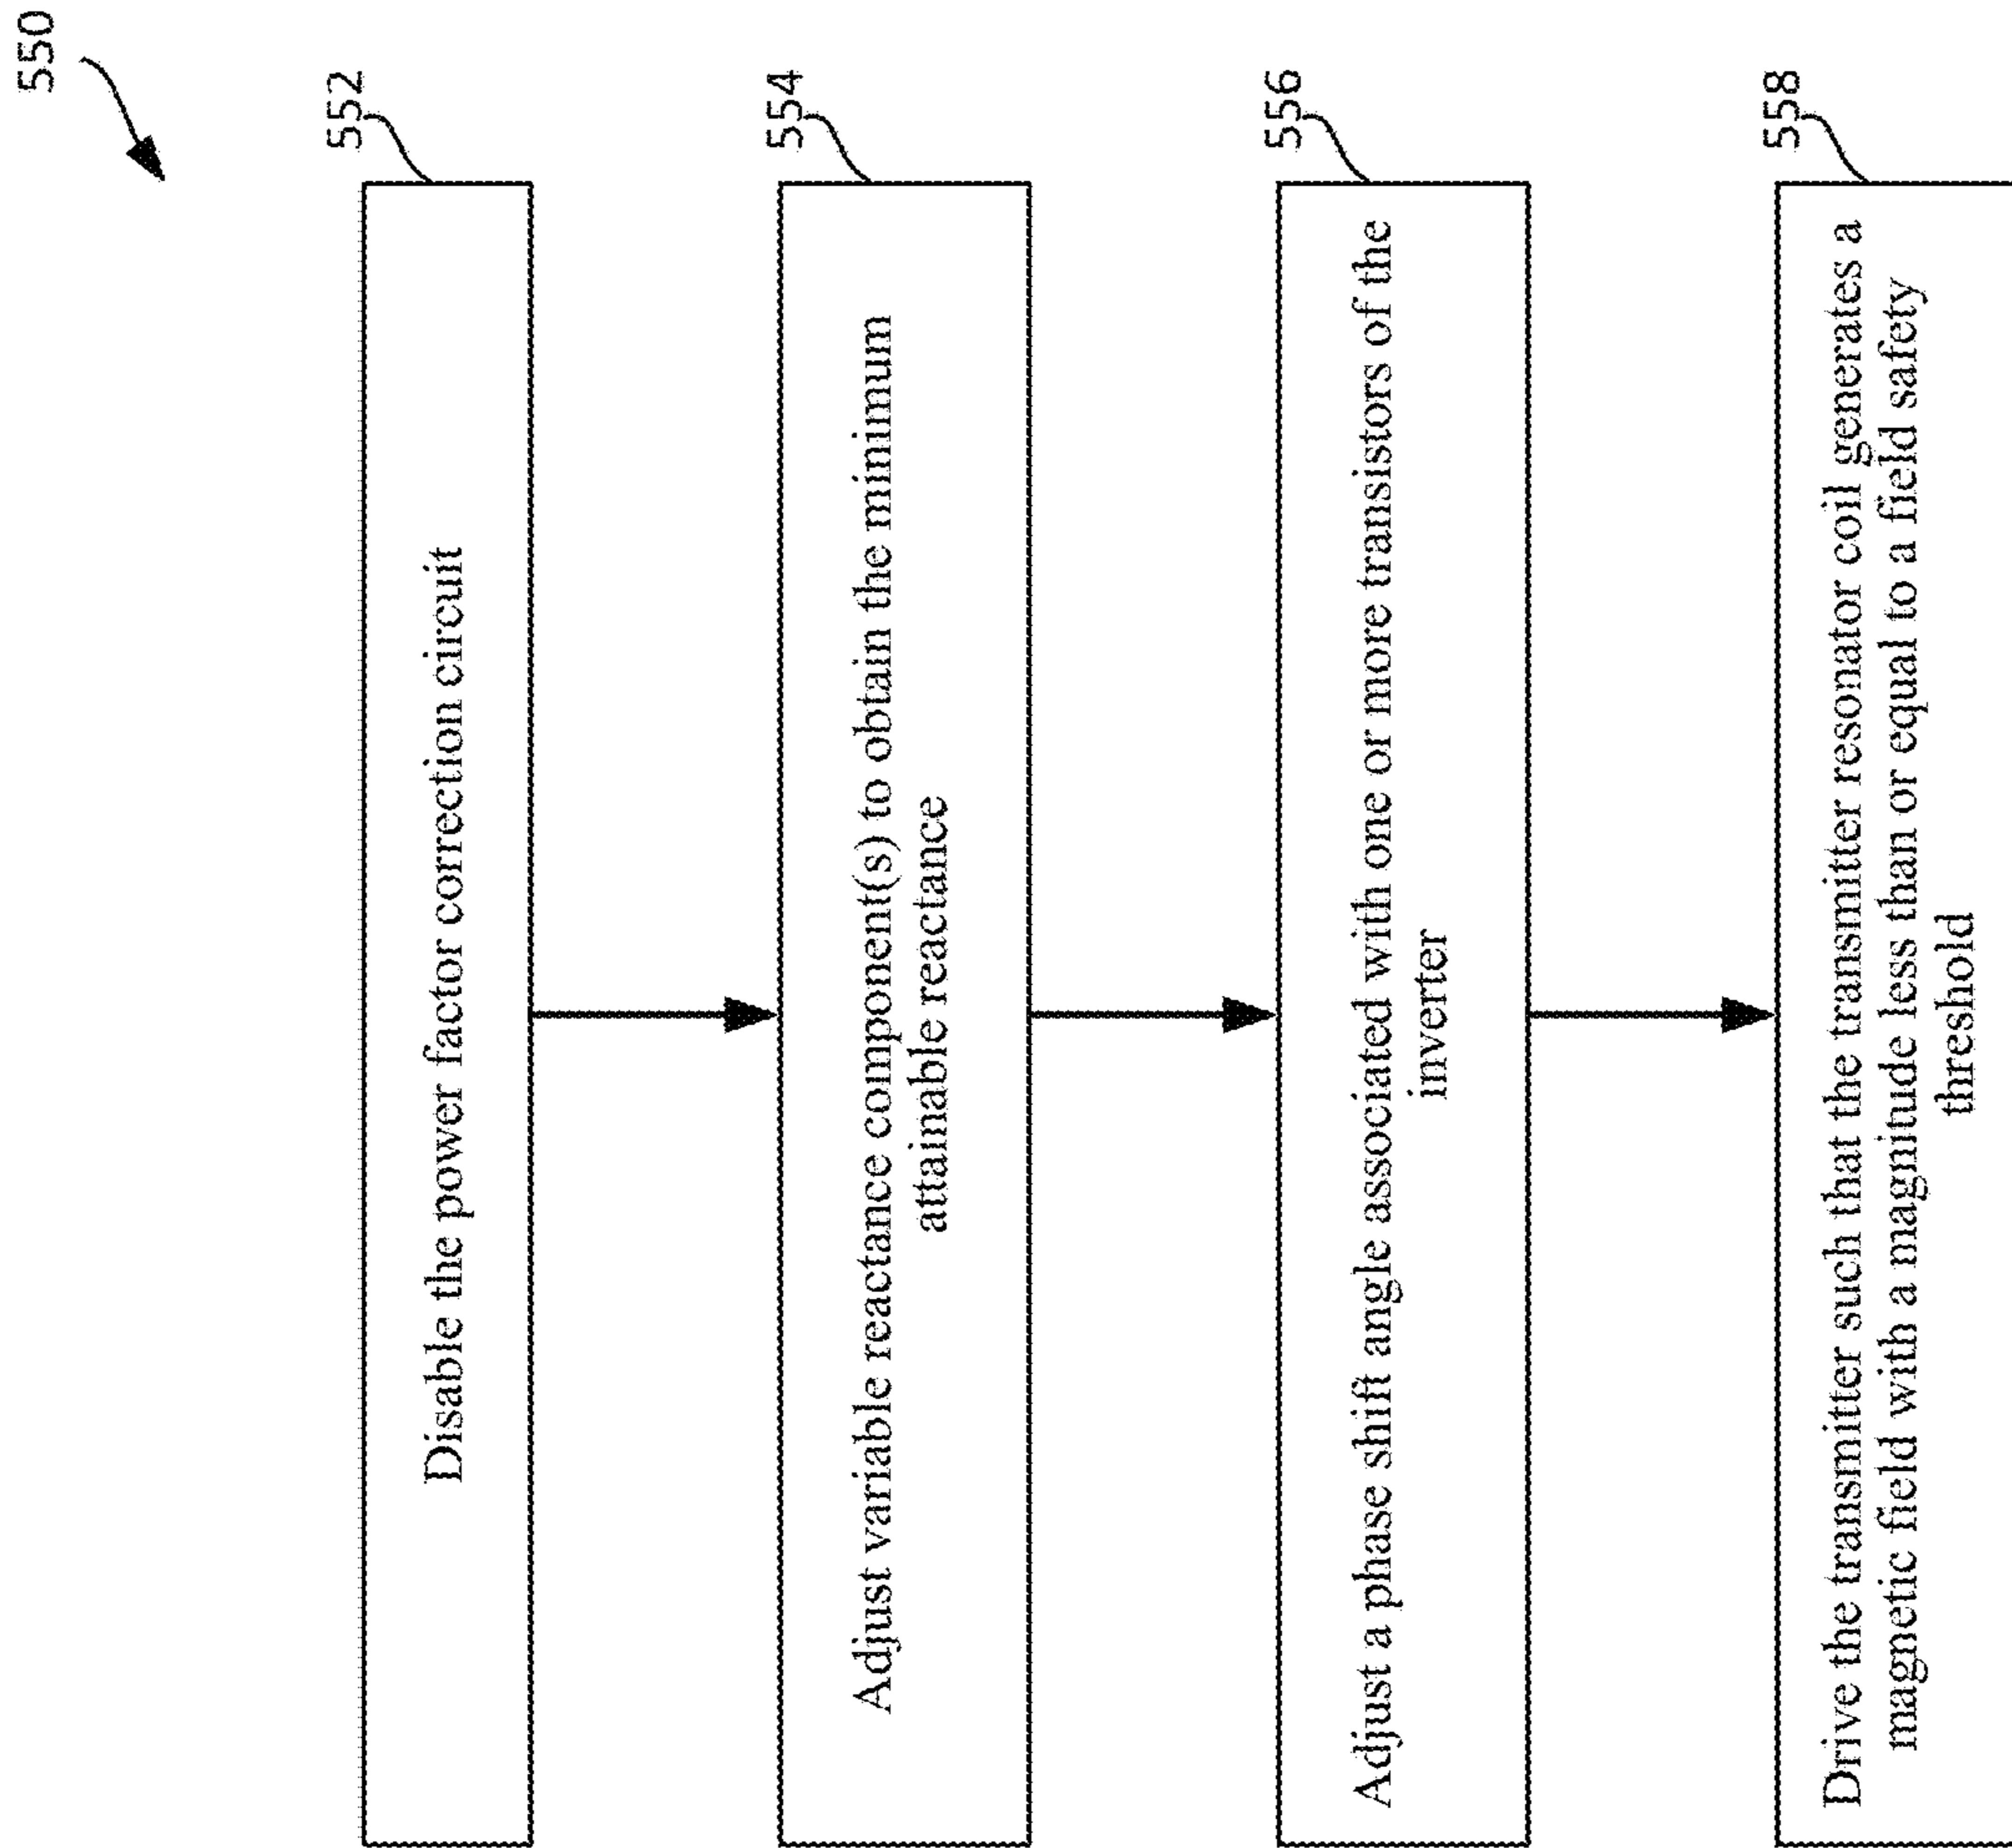 550
552
Disable the power factor correction circuit
554
Adjust variable reactance component(s) to obtain the minimum
attainable reactance
556
Adjust a phase shift angle associated with one or more transistors of the
inverter
558
Drive the transmitter such that the transmitter resonator coil generates a
magnetic field with a magnitude less than or equal to a field safety
threshold